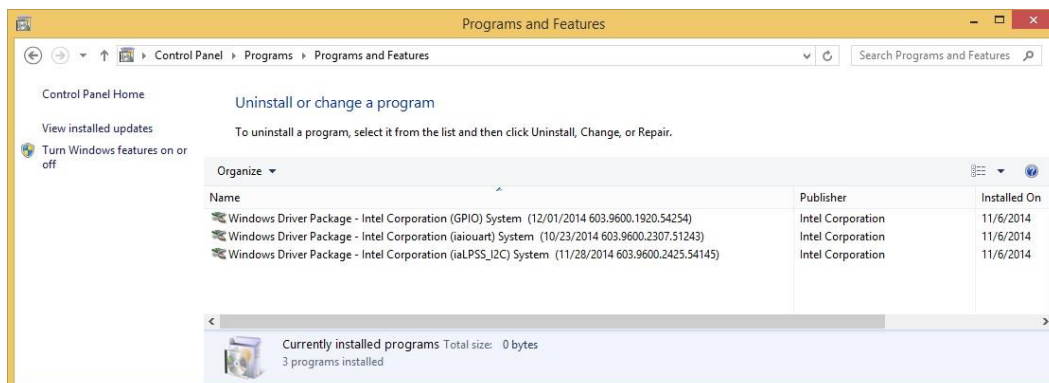 Programs and Features
Control Panel Programs Programs and Features
Search Programs and Features
Control Panel Home
View installed updates
Turn Windows features on or
off
Uninstall or change a program
To uninstall a program, select it from the list and then click Uninstall, Change, or Repair.
Organize
Name Publisher Installed On
Windows Driver Package - Intel Corporation (GPIO) System (12/01/2014 603.9600.1920.54254) Intel Corporation 11/6/2014
Windows Driver Package - Intel Corporation (iaiouart) System (10/23/2014 603.9600.2307.51243) Intel Corporation 11/6/2014
Windows Driver Package - Intel Corporation (iaLPSS_I2C) System (11/28/2014 603.9600.2425.54145) Intel Corporation 11/6/2014
Currently installed programs Total size: 0 bytes
3 programs installed